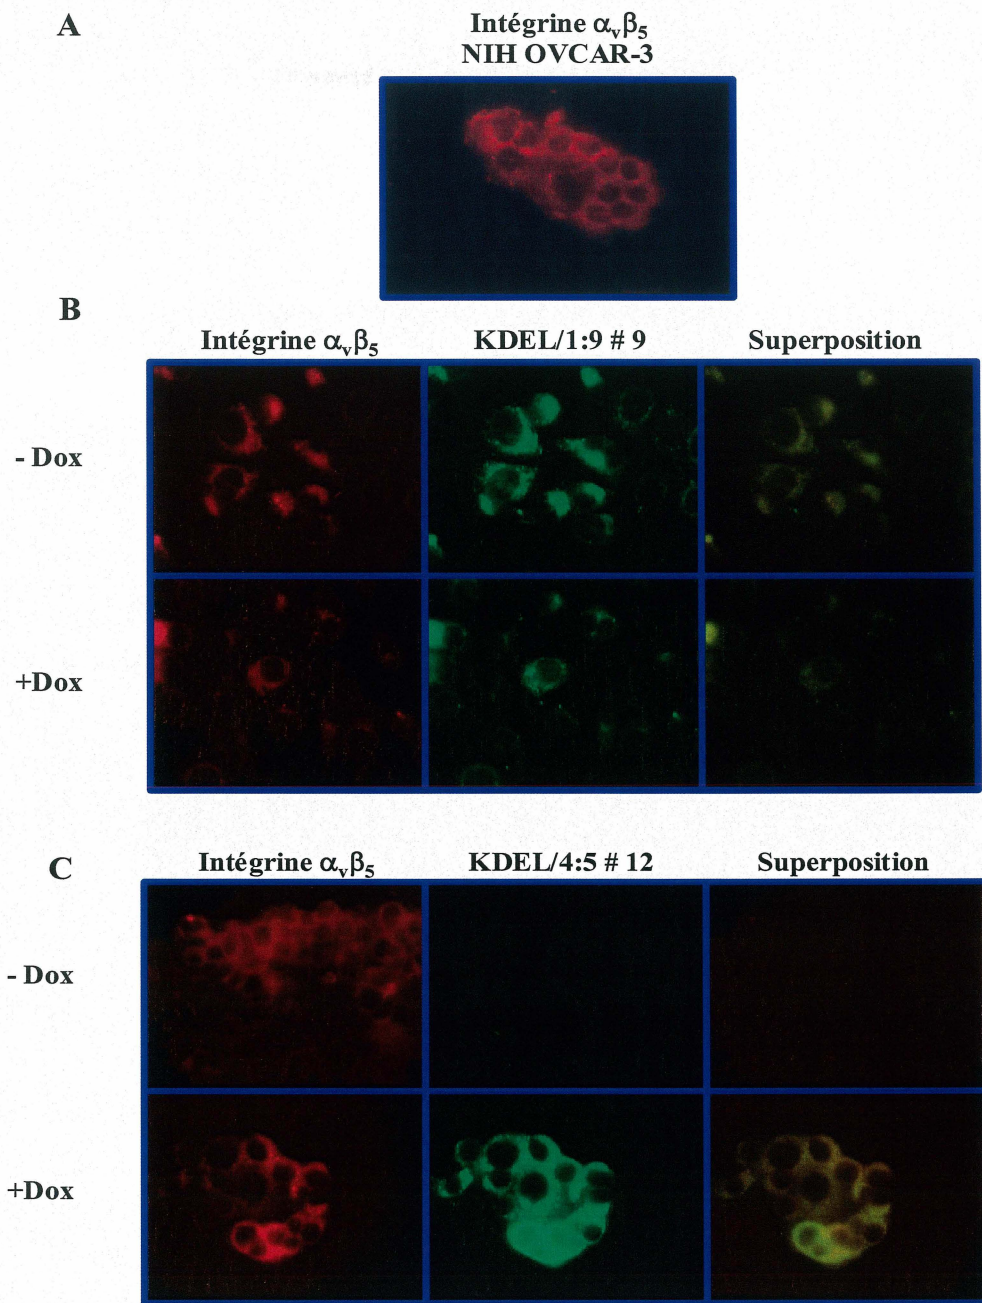 A
Intégrine αvβ5
NIH OVCAR-3
B
Intégrine αvβ5 KDEL/1:9 # 9 Superposition
- Dox
+Dox
C
Intégrine αvβ5 KDEL/4:5 # 12 Superposition
- Dox
+Dox